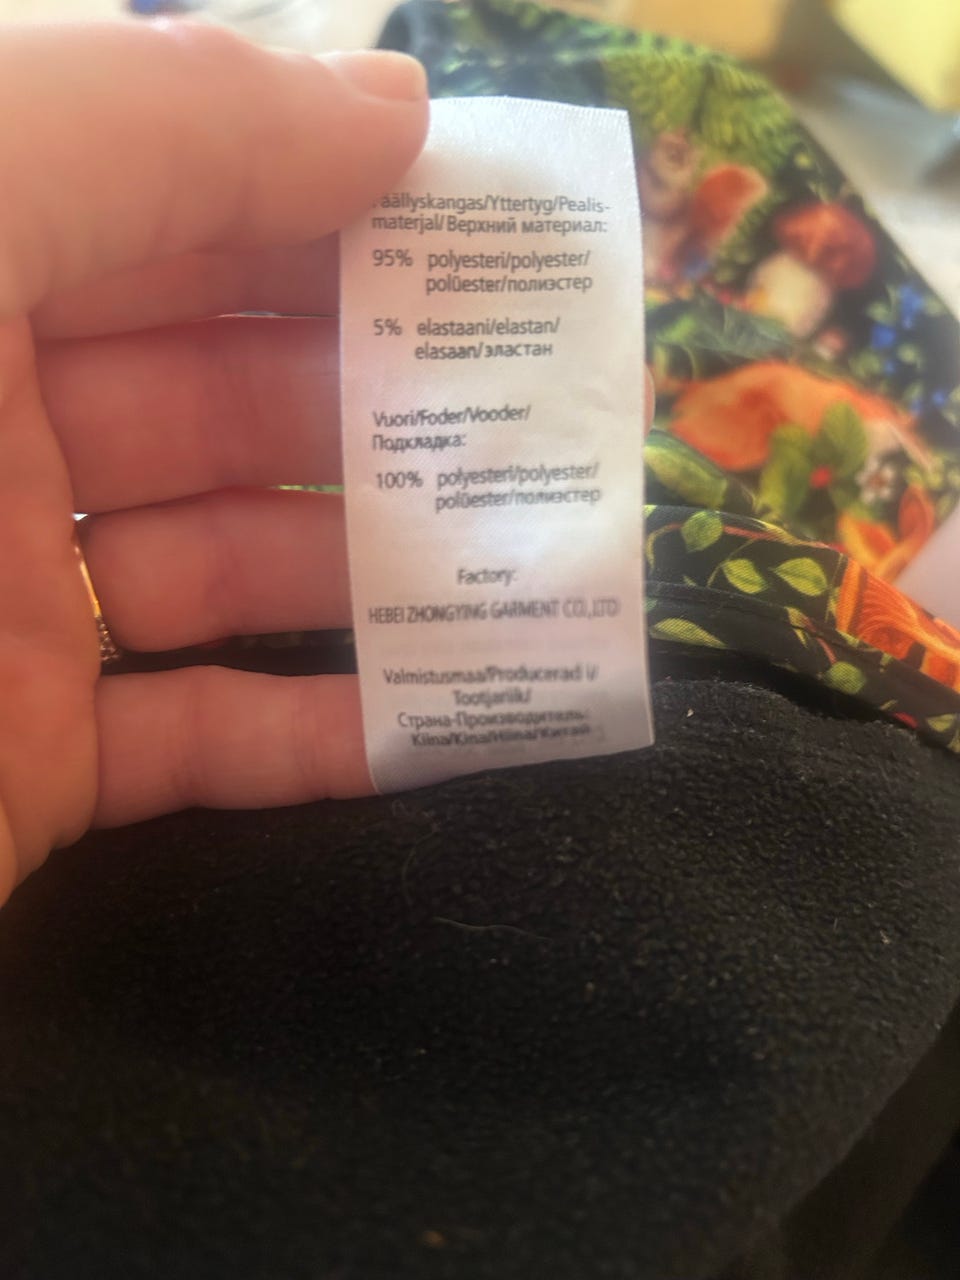 äällyskangas/Yttertyg/Pealis-
materjal/Верхний материал:
95% polyesteri/polyester/
polüester/полиэстер
5% elastaani/elastan/
elasaan/эластан
Vuori/Foder/Vooder/
Подкладка:
100% polyesteri/polyester/
polüester/полиэстер
Factory:
HEBEI ZHONGYING GARMENT CO.,LTD
Valmistusmaa/Producerad i/
Tootjariik/
Страна-Производитель:
Kiina/Kina/Hiina/Китай